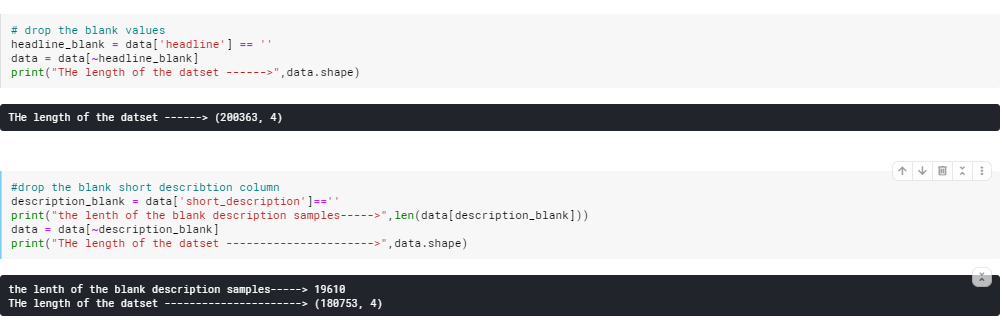 # drop the blank values
headline_blank = data['headline'] == ''
data = data[~headline_blank]
print("THe length of the datset ------>",data.shape)
THe length of the datset ------> (200363, 4)
#drop the blank short describtion column
description_blank = data['short_description']==''
print("the lenth of the blank description samples----->",len(data[description_blank]))
data = data[~description_blank]
print("THe length of the datset ---------------------->",data.shape)
the lenth of the blank description samples-----> 19610
THe length of the datset ---------------------> (180753, 4)